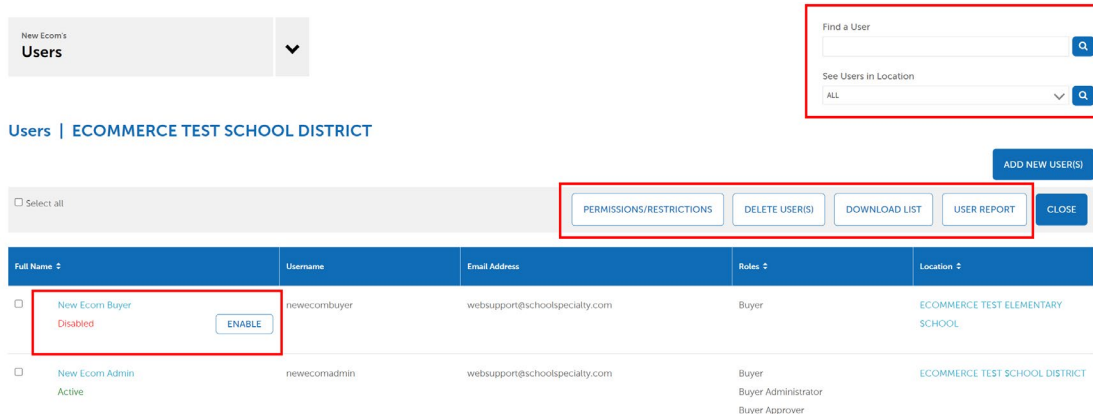 New Ecom's
Users
Find a User
See Users in Location
ALL
Users | ECOMMERCE TEST SCHOOL DISTRICT
ADD NEW USER(S)
Select all
PERMISSIONS/RESTRICTIONS
DELETE USER(S)
DOWNLOAD LIST
USER REPORT
CLOSE
Full Name
Username
Email Address
Roles
Location
New Ecom Buyer
newecombuyer
websupport@schoolspecialty.com
Buyer
ECOMMERCE TEST ELEMENTARY
SCHOOL
Disabled
ENABLE
New Ecom Admin
newecomadmin
websupport@schoolspecialty.com
Buyer
ECOMMERCE TEST SCHOOL DISTRICT
Active
Buyer Administrator
Buyer Approver